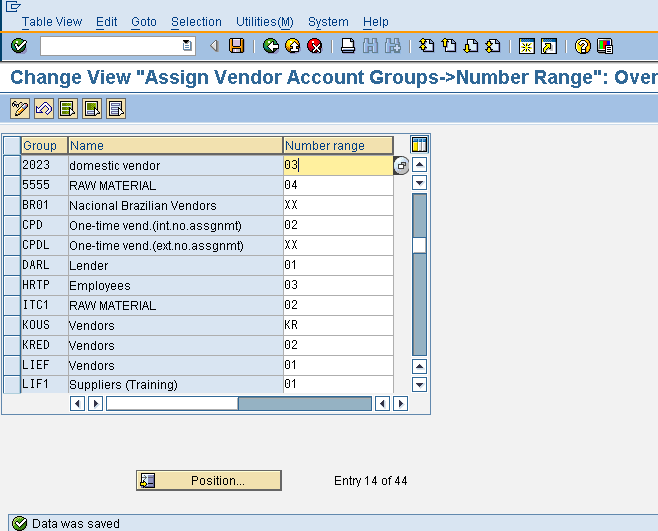 Table View Edit Goto Selection Utilities(M) System Help
Change View "Assign Vendor Account Groups->Number Range": Over
Group Name Number range
2023 domestic vendor 03
5555 RAW MATERIAL 04
BR01 Nacional Brazilian Vendors XX
CPD One-time vend.(int.no.assgnmt) 02
CPDL One-time vend.(ext.no.assgnmt) XX
DARL Lender 01
HRTP Employees 03
ITC1 RAW MATERIAL 02
KOUS Vendors KR
KRED Vendors 02
LIEF Vendors 01
LIF1 Suppliers (Training) 01
Position... Entry 14 of 44
Data was saved